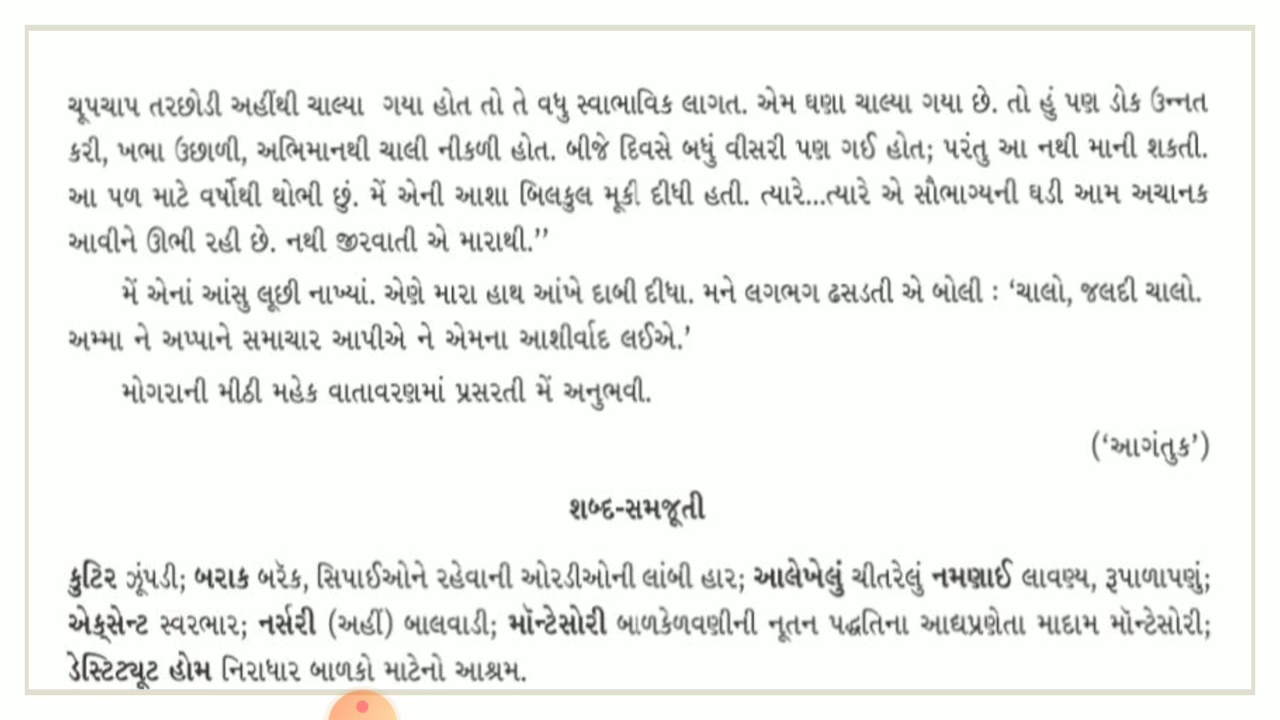 ચૂપચાપ તરછોડી અહીંથી ચાલ્યા ગયા હોત તો તે વધુ સ્વાભાવિક લાગત. એમ ઘણા ચાલ્યા ગયા છે. તો હું પણ ડોક ઉન્નત
કરી, ખભા ઉછાળી, અભિમાનથી ચાલી નીકળી હોત. બીજે દિવસે બધું વીસરી પણ ગઈ હોત; પરંતુ આ નથી માની શકતી.
આ પળ માટે વર્ષોથી થોભી છું. મેં એની આશા બિલકુલ મૂકી દીધી હતી. ત્યારે...ત્યારે એ સૌભાગ્યની ઘડી આમ અચાનક
આવીને ઊભી રહી છે. નથી જીરવાતી એ મારાથી.’’
મેં એનાં આંસુ લૂછી નાખ્યાં. એણે મારા હાથ આંખે દાબી દીધા. મને લગભગ ઢસડતી એ બોલી : ‘ચાલો, જલદી ચાલો.
અમ્મા ને અપ્પાને સમાચાર આપીએ ને એમના આશીર્વાદ લઈએ.’
મોગરાની મીઠી મહેક વાતાવરણમાં પ્રસરતી મેં અનુભવી.
(‘આગંતુક’)
શબ્દ-સમજૂતી
કુટિર ઝૂંપડી; બરાક બરૅક, સિપાઈઓને રહેવાની ઓરડીઓની લાંબી હાર; આલેખેલું ચીતરેલું નમણાઈ લાવણ્ય, રૂપાળાપણું;
એક્સેન્ટ સ્વરભાર; નર્સરી (અહીં) બાલવાડી; મૉન્ટેસોરી બાળકેળવણીની નૂતન પદ્ધતિના આદ્યપ્રણેતા માદામ મૉન્ટેસોરી;
ડેસ્ટિટ્યૂટ હોમ નિરાધાર બાળકો માટેનો આશ્રમ.